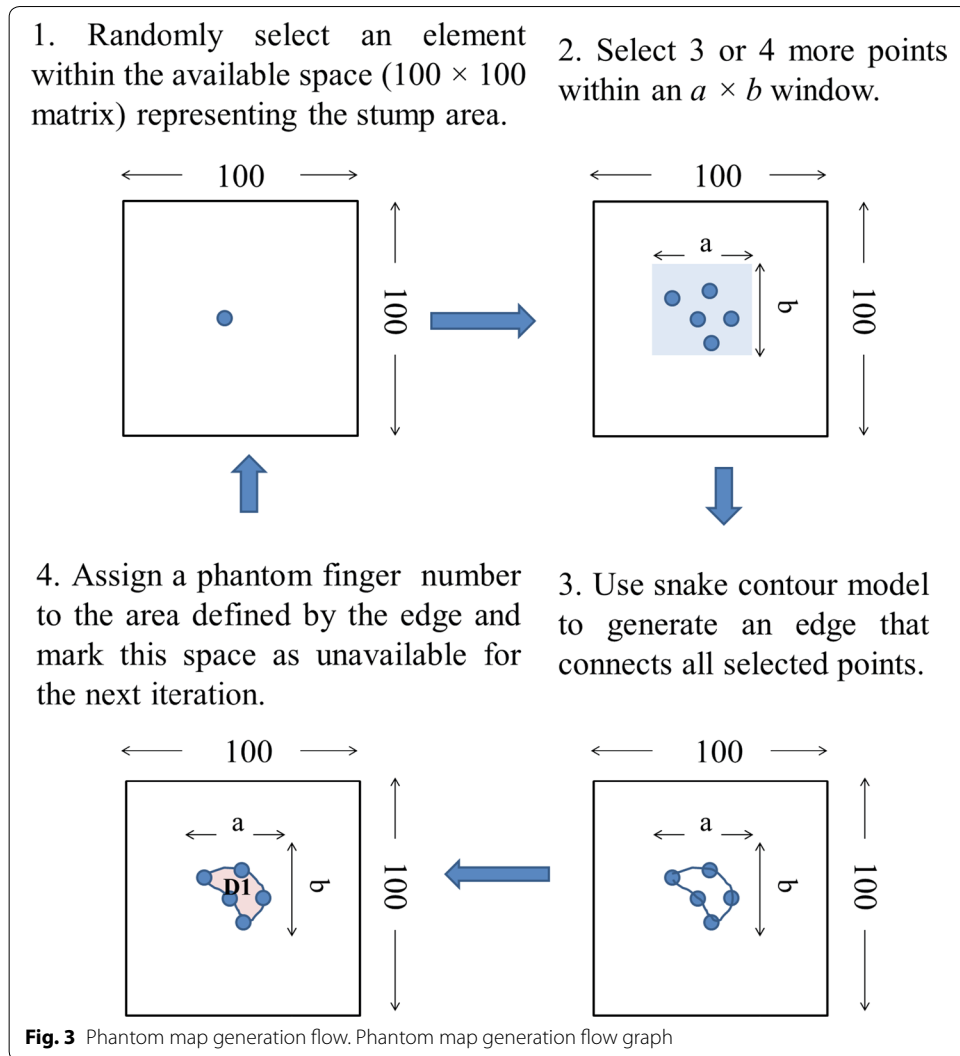 1. Randomly select an element
within the available space (100 × 100
matrix) representing the stump area.
2. Select 3 or 4 more points
within an a × b window.
100
100
100
a
b
100
4. Assign a phantom finger number
to the area defined by the edge and
mark this space as unavailable for
the next iteration.
3. Use snake contour model
to generate an edge that
connects all selected points.
100
a
D1
b
100
100
a
b
100
Fig. 3 Phantom map generation flow. Phantom map generation flow graph